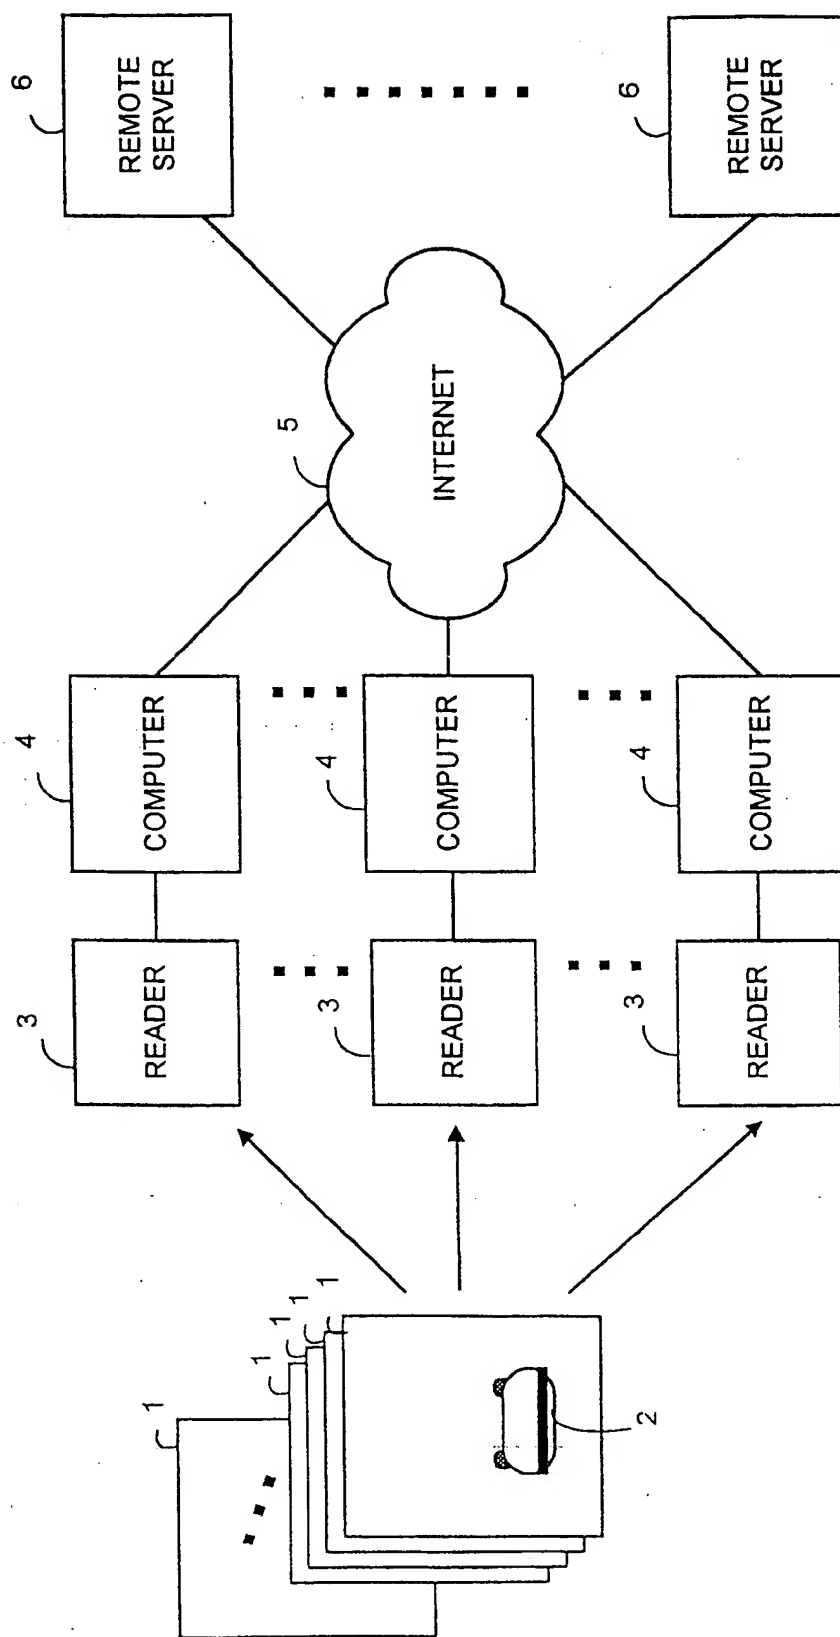 3
4
6
READER
COMPUTER
REMOTE
SERVER
1
1
1
1
1
5
3
4
READER
COMPUTER
INTERNET
2
3
4
6
READER
COMPUTER
REMOTE
SERVER